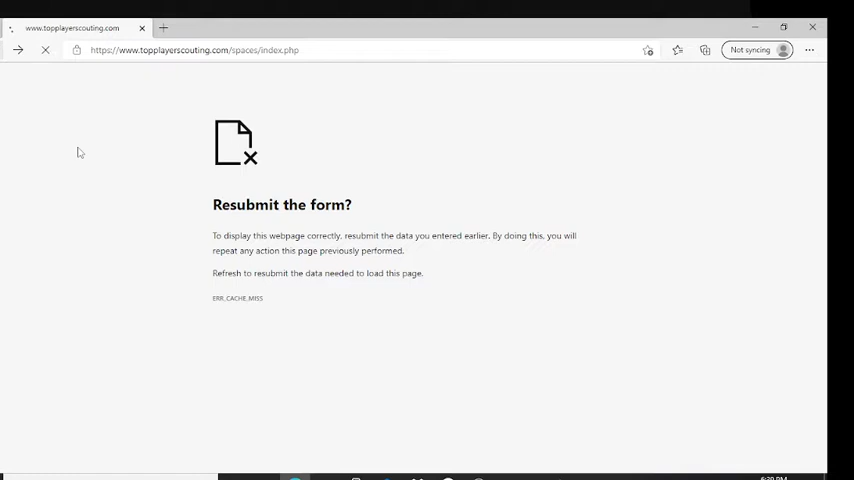 www.topplayerscouting.com
https://www.topplayerscouting.com/spaces/index.php
Not syncing
Resubmit the form?
To display this webpage correctly, resubmit the data you entered earlier. By doing this, you will
repeat any action this page previously performed.
Refresh to resubmit the data needed to load this page.
ERR_CACHE_MISS